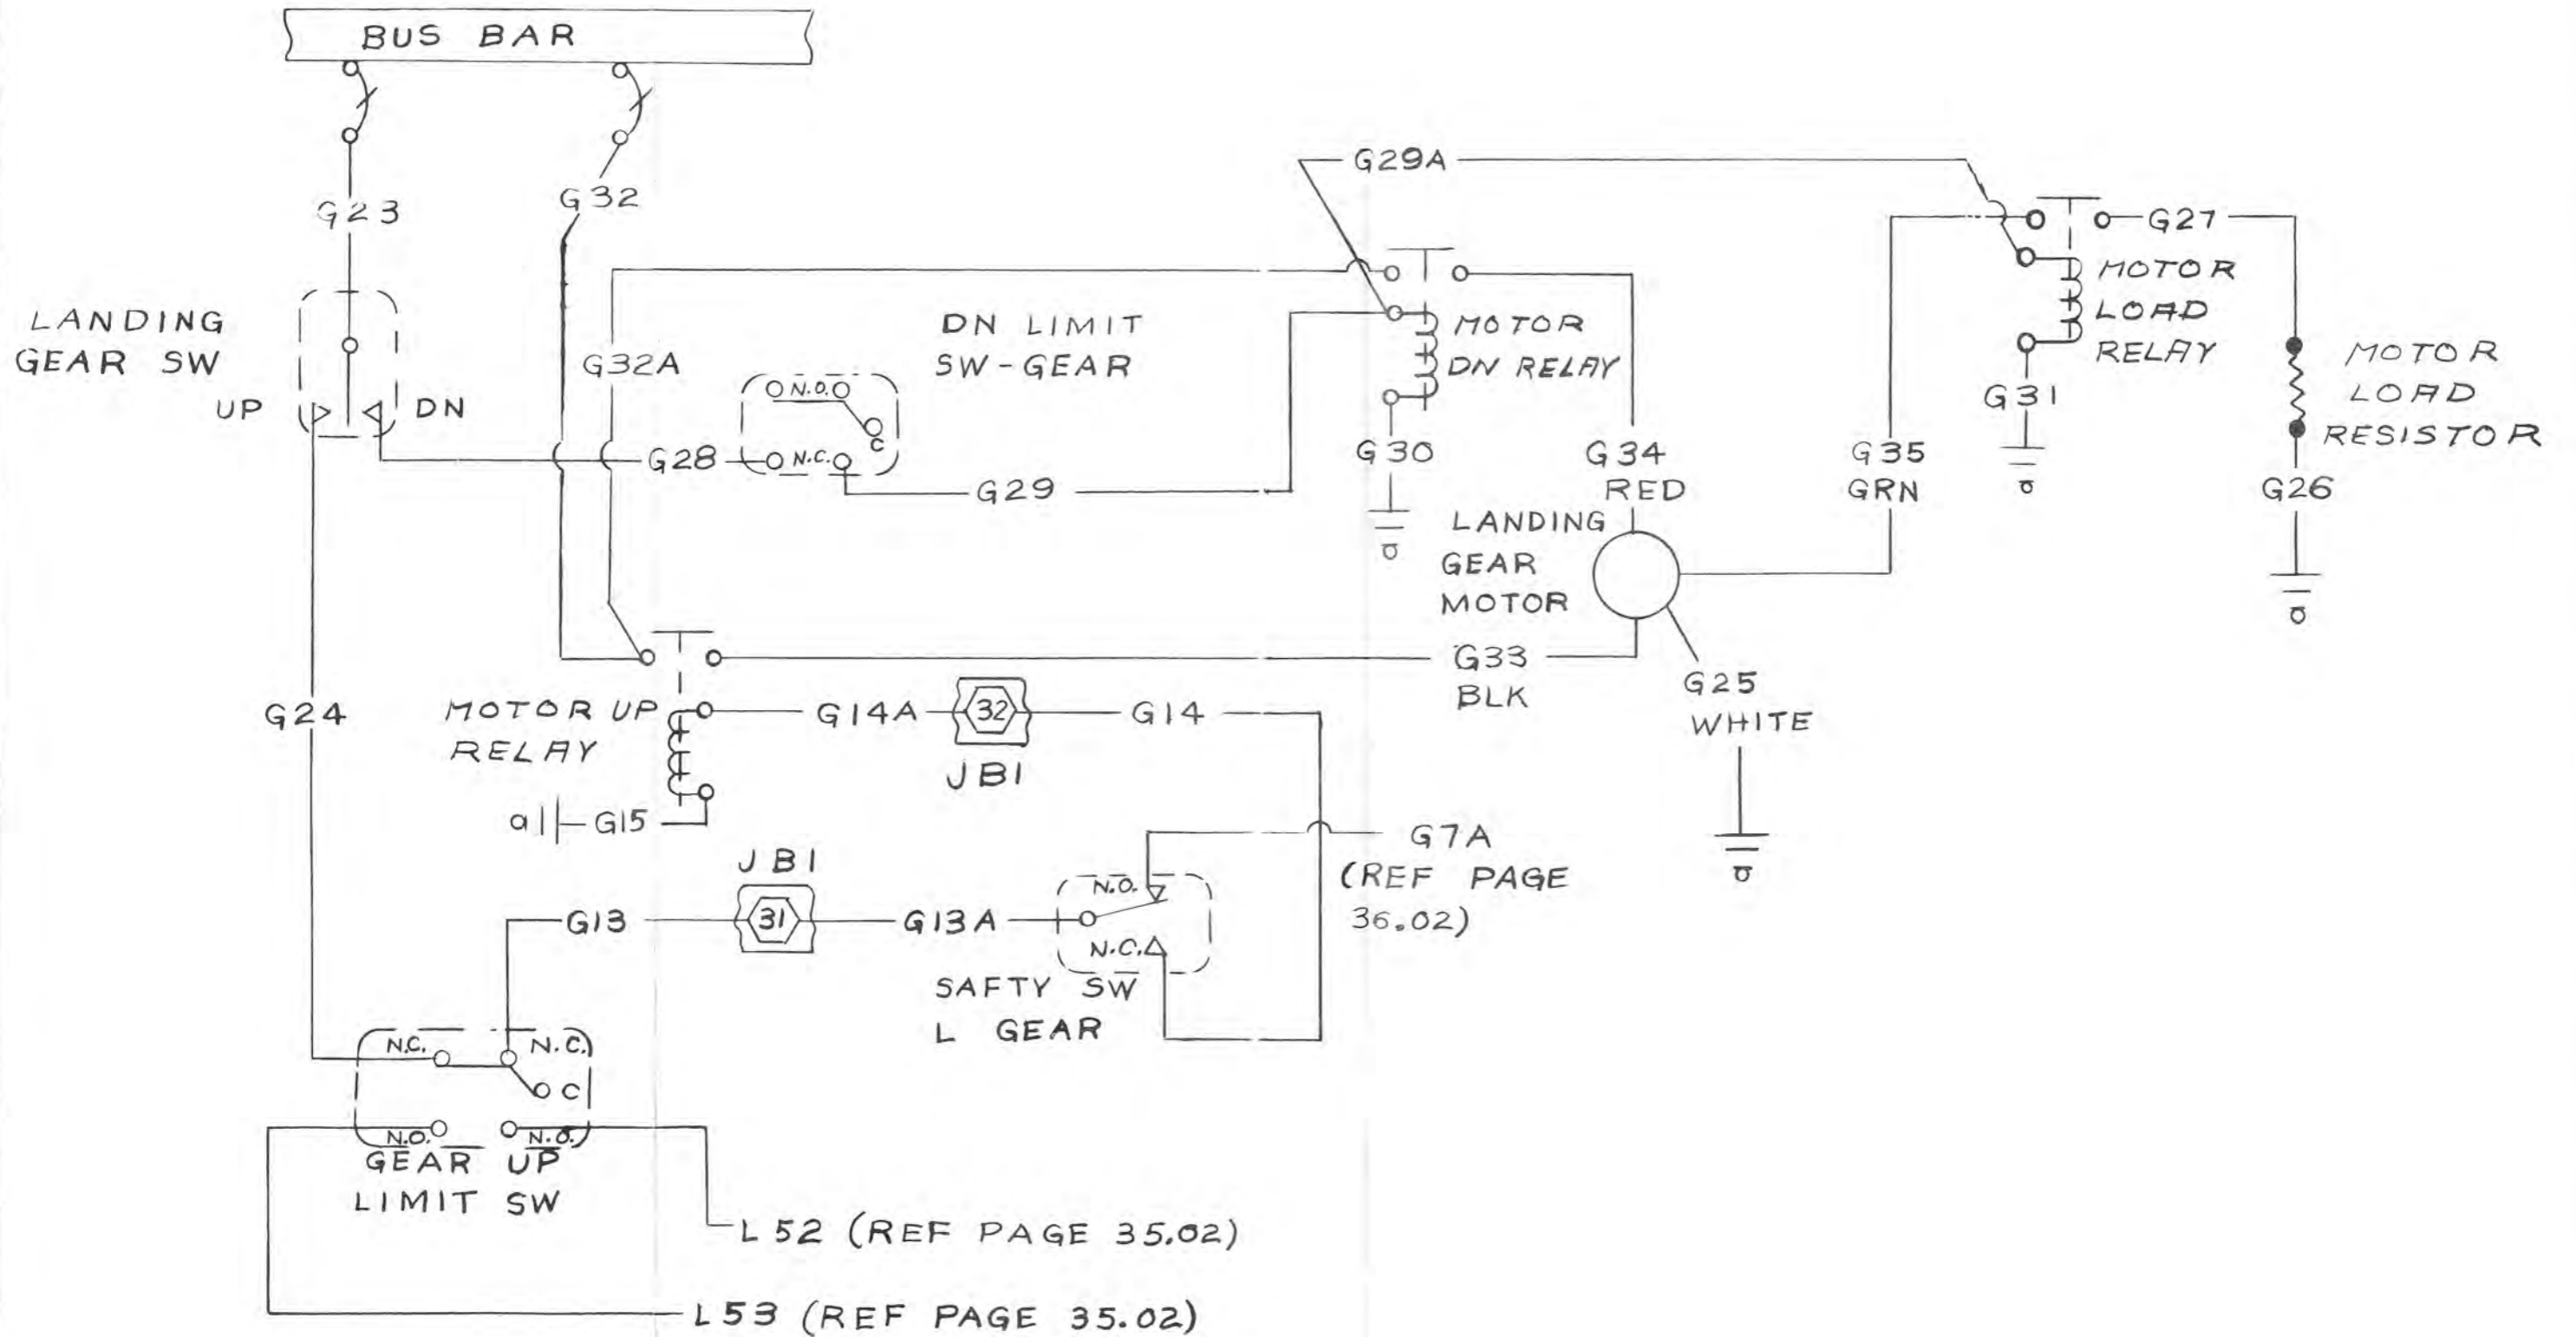 BUS BAR
G23
G32
LANDING
GEAR SW
UP
DN
G32A
DN LIMIT
SW-GEAR
N.O.
C
G28
N.C.
G29
G29A
MOTOR
DN RELAY
G30
G34
RED
G35
GRN
G27
MOTOR
LOAD
RELAY
G31
MOTOR
LOAD
RESISTOR
G26
LANDING
GEAR
MOTOR
G33
BLK
G25
WHITE
G24
MOTOR UP
RELAY
G14A
32
G14
JB1
a
G15
JB1
G13
31
G13A
N.O.
N.C.
SAFTY SW
L GEAR
G7A
(REF PAGE
36.02)
N.C.
N.C.
C
N.O.
N.O.
GEAR UP
LIMIT SW
L52 (REF PAGE 35.02)
L53 (REF PAGE 35.02)